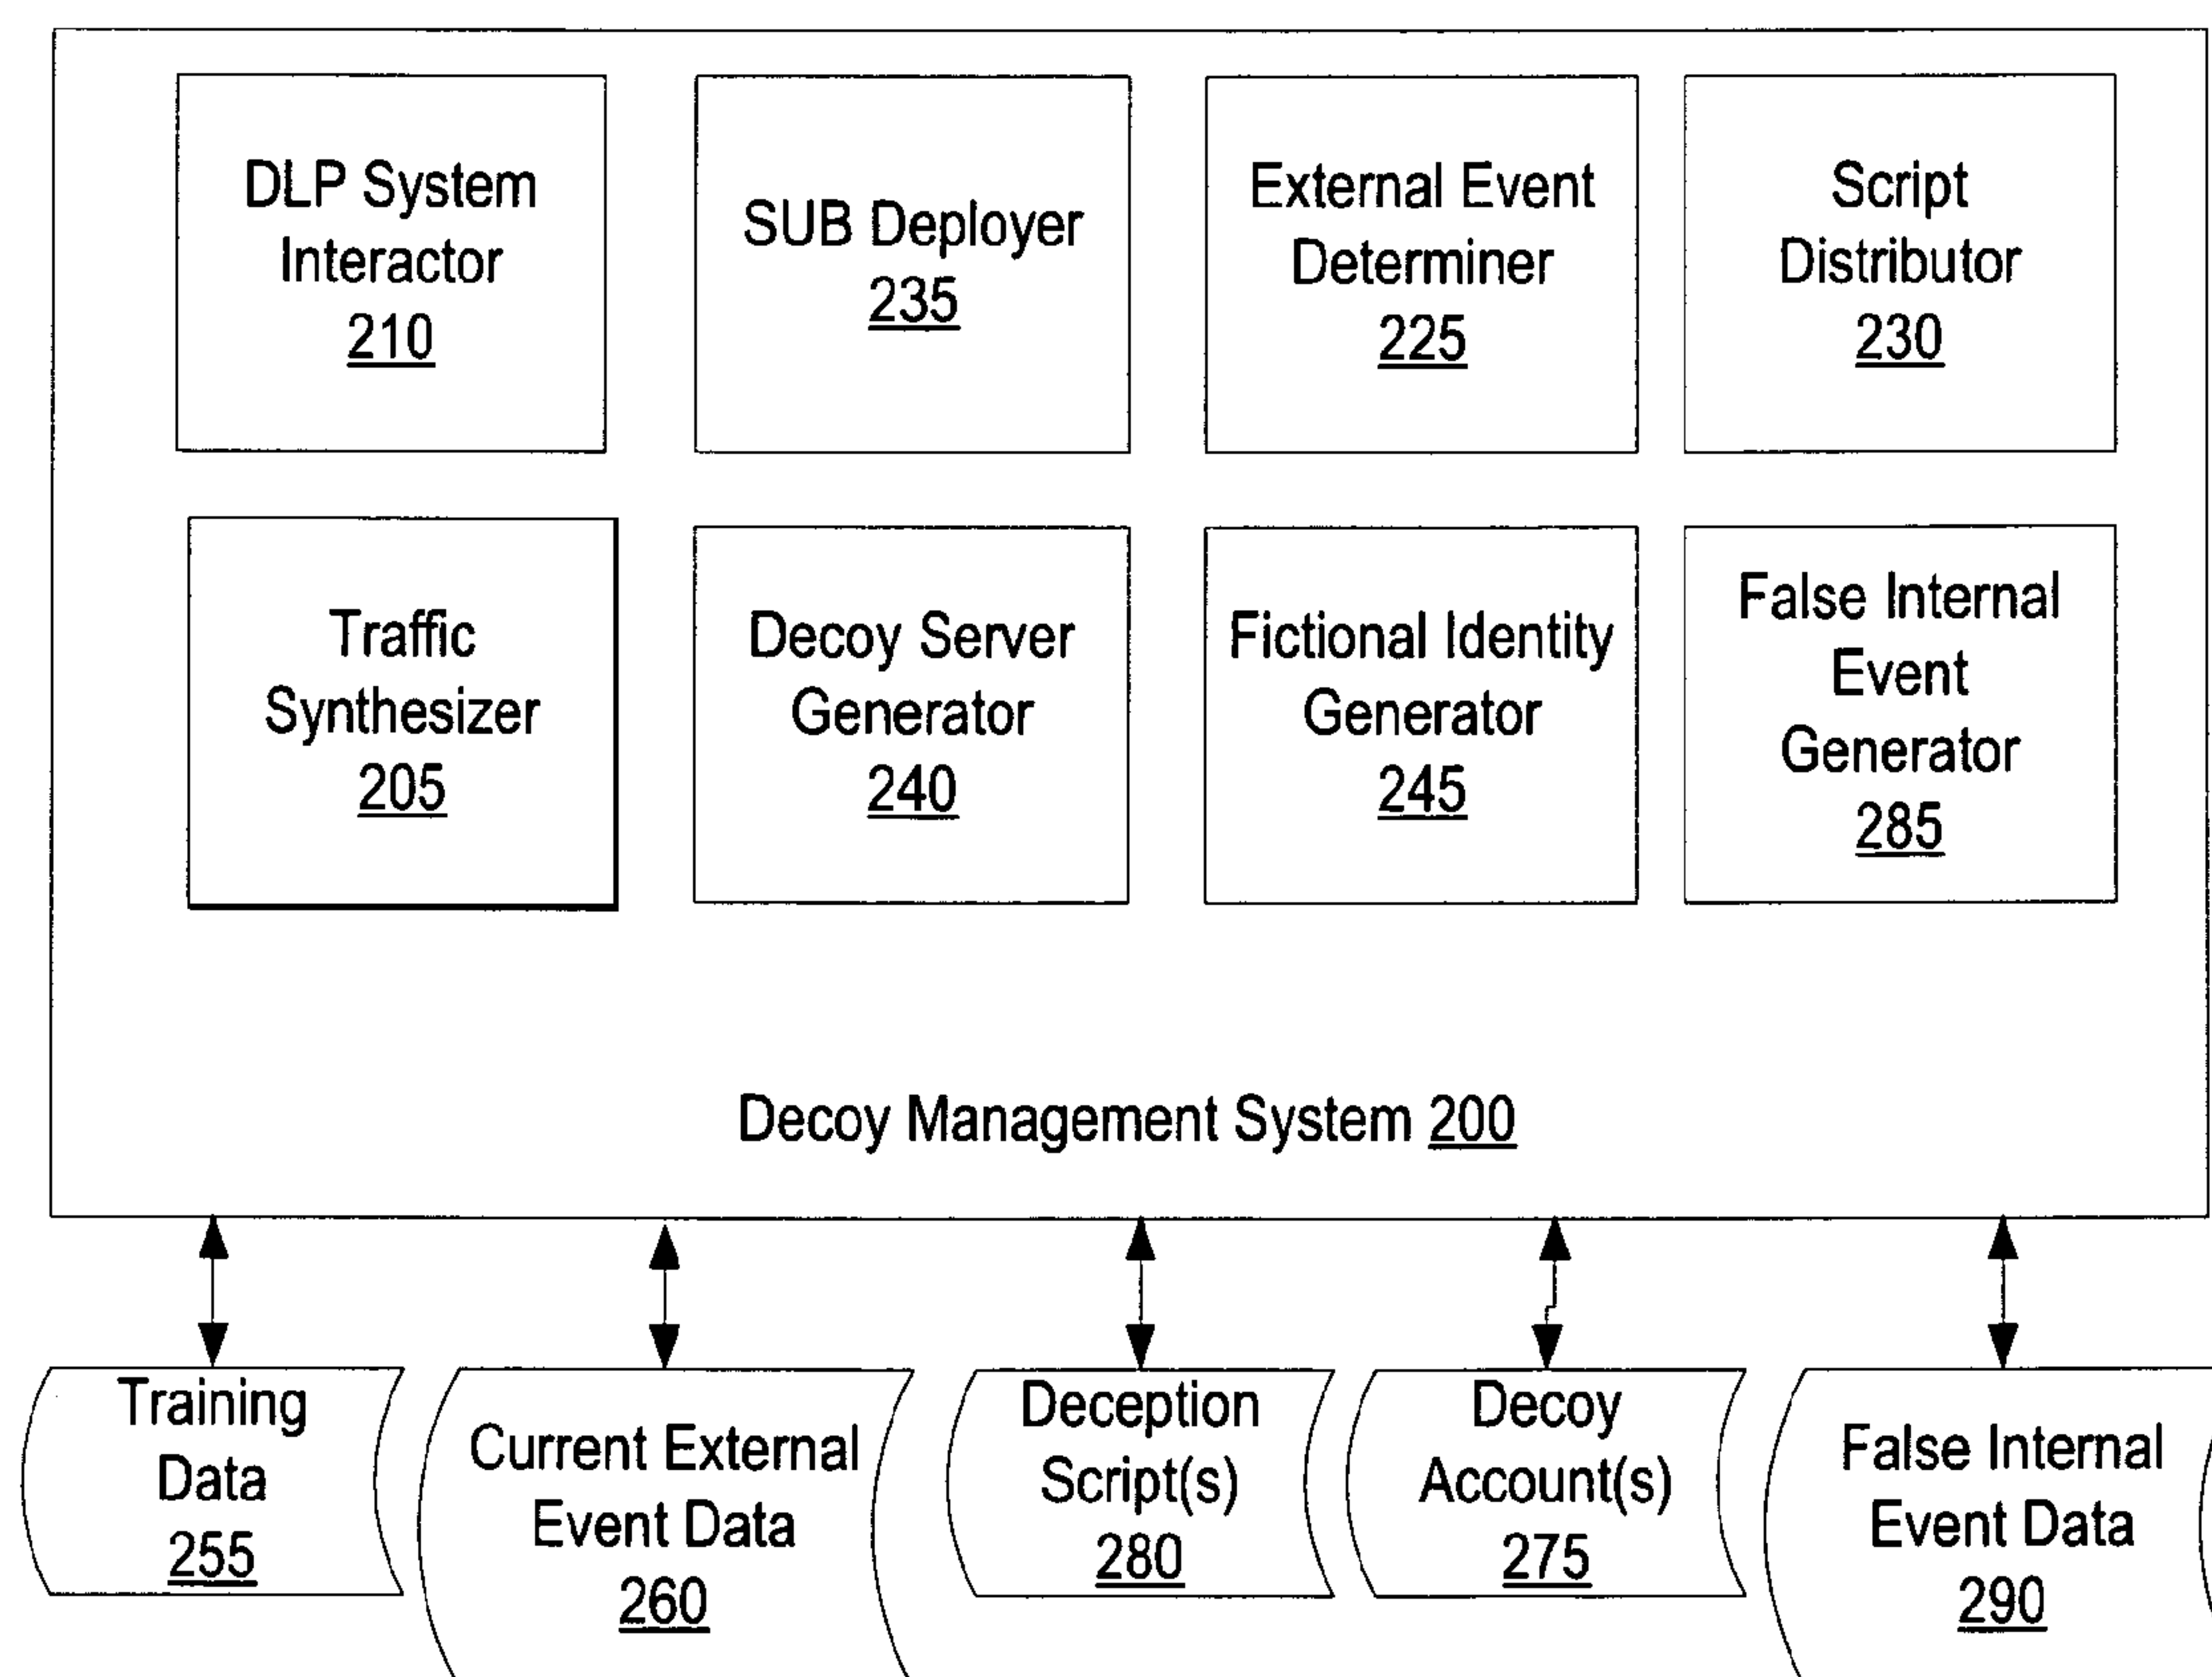 DLP System
Interactor
210
SUB Deployer
235
External Event
Determiner
225
Script
Distributor
230
Traffic
Synthesizer
205
Decoy Server
Generator
240
Fictional Identity
Generator
245
False Internal
Event
Generator
285
Decoy Management System 200
Training
Data
255
Current External
Event Data
260
Deception
Script(s)
280
Decoy
Account(s)
275
False Internal
Event Data
290